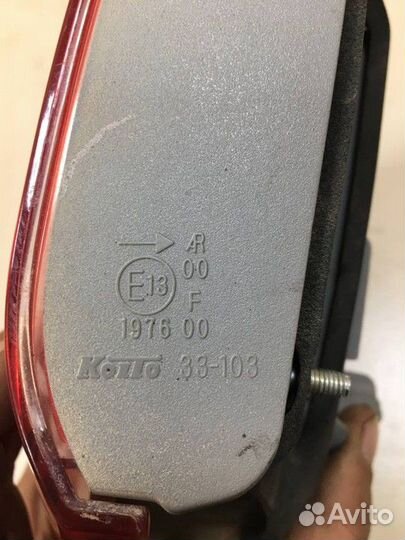 → AR
00
E13
F
1976 00
KOITO 33-103
Avito